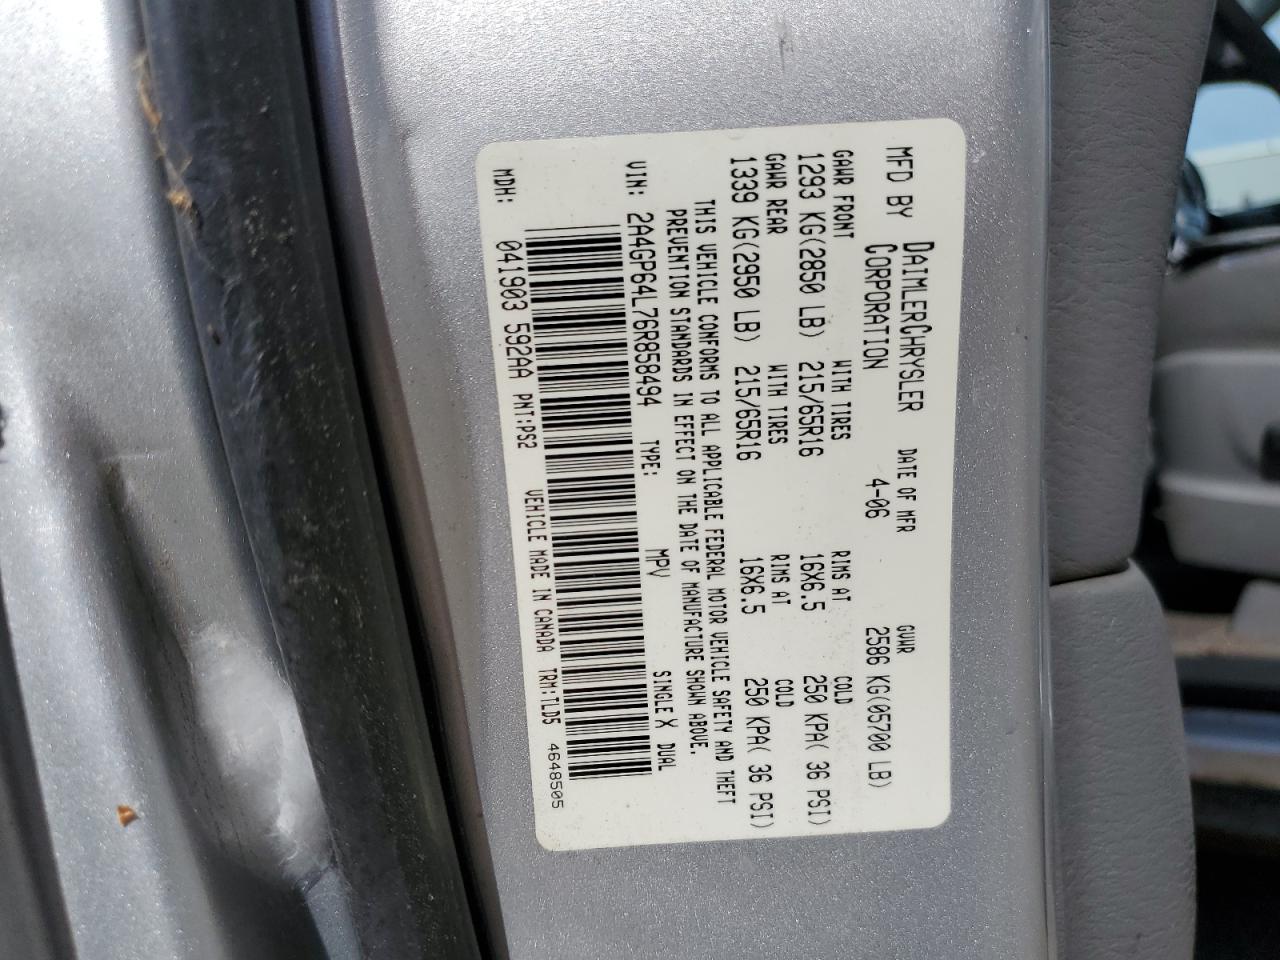 MFD BY DAIMLERCHRYSLER CORPORATION
DATE OF MFR 4-06
GVWR 2586 KG(05700 LB)
GAWR FRONT WITH TIRES RIMS AT COLD
1293 KG(2850 LB) 215/65R16 16X6.5 250 KPA( 36 PSI)
GAWR REAR WITH TIRES RIMS AT COLD
1339 KG(2950 LB) 215/65R16 16X6.5 250 KPA( 36 PSI)
THIS VEHICLE CONFORMS TO ALL APPLICABLE FEDERAL MOTOR VEHICLE SAFETY AND THEFT
PREVENTION STANDARDS IN EFFECT ON THE DATE OF MANUFACTURE SHOWN ABOVE.
VIN: 2A4GP64L76R858494 TYPE: MPV SINGLE X DUAL
MDH: 041903 592AA PNT:PS2 VEHICLE MADE IN CANADA TRM:TLD5 4648505